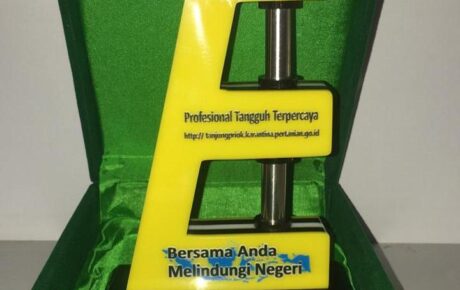 Profesional Tangguh Terpercaya
http://tanjungpriok.karantina.pertanian.go.id
Bersama Anda
Melindungi Negeri